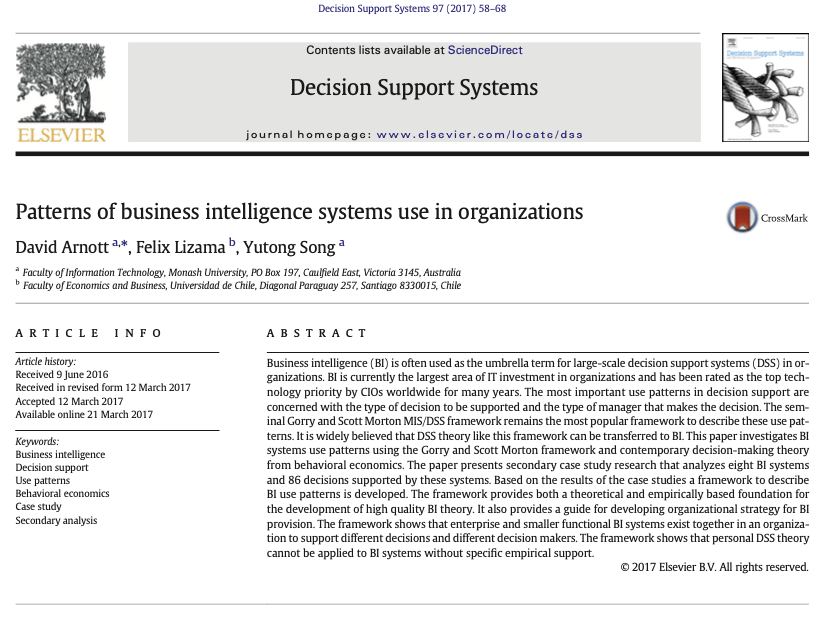 Decision Support Systems 97 (2017) 58–68
Contents lists available at ScienceDirect
Decision Support Systems
journal homepage: www.elsevier.com/locate/dss
ELSEVIER
Decision Support Systems
Patterns of business intelligence systems use in organizations
CrossMark
David Arnott a,*, Felix Lizama b, Yutong Song a
a Faculty of Information Technology, Monash University, PO Box 197, Caulfield East, Victoria 3145, Australia
b Faculty of Economics and Business, Universidad de Chile, Diagonal Paraguay 257, Santiago 8330015, Chile
ARTICLE INFO
Article history:
Received 9 June 2016
Received in revised form 12 March 2017
Accepted 12 March 2017
Available online 21 March 2017
Keywords:
Business intelligence
Decision support
Use patterns
Behavioral economics
Case study
Secondary analysis
ABSTRACT
Business intelligence (BI) is often used as the umbrella term for large-scale decision support systems (DSS) in or-
ganizations. BI is currently the largest area of IT investment in organizations and has been rated as the top tech-
nology priority by CIOs worldwide for many years. The most important use patterns in decision support are
concerned with the type of decision to be supported and the type of manager that makes the decision. The sem-
inal Gorry and Scott Morton MIS/DSS framework remains the most popular framework to describe these use pat-
terns. It is widely believed that DSS theory like this framework can be transferred to BI. This paper investigates BI
systems use patterns using the Gorry and Scott Morton framework and contemporary decision-making theory
from behavioral economics. The paper presents secondary case study research that analyzes eight BI systems
and 86 decisions supported by these systems. Based on the results of the case studies a framework to describe
BI use patterns is developed. The framework provides both a theoretical and empirically based foundation for
the development of high quality BI theory. It also provides a guide for developing organizational strategy for BI
provision. The framework shows that enterprise and smaller functional BI systems exist together in an organiza-
tion to support different decisions and different decision makers. The framework shows that personal DSS theory
cannot be applied to BI systems without specific empirical support.
© 2017 Elsevier B.V. All rights reserved.